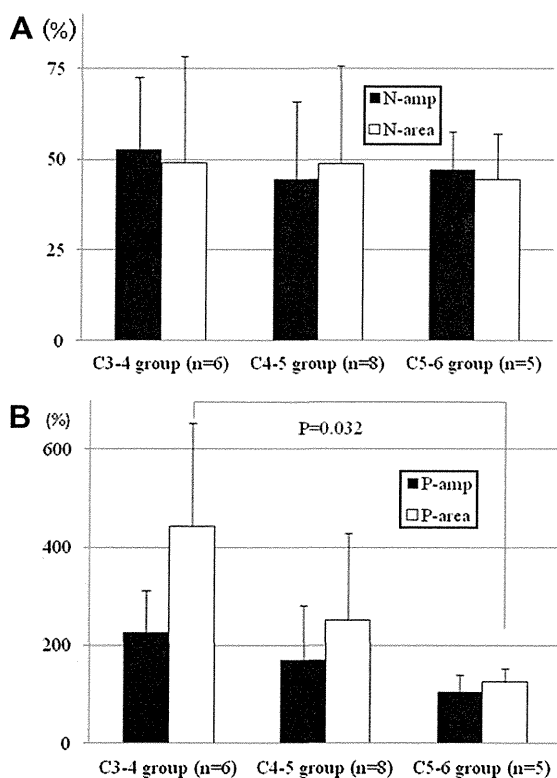 A (%)
75
N-amp
N-area
50
25
0
C3-4 group (n=6) C4-5 group (n=8) C5-6 group (n=5)
B (%)
P=0.032
600
P-amp
P-area
400
200
0
C3-4 group (n=6) C4-5 group (n=8) C5-6 group (n=5)